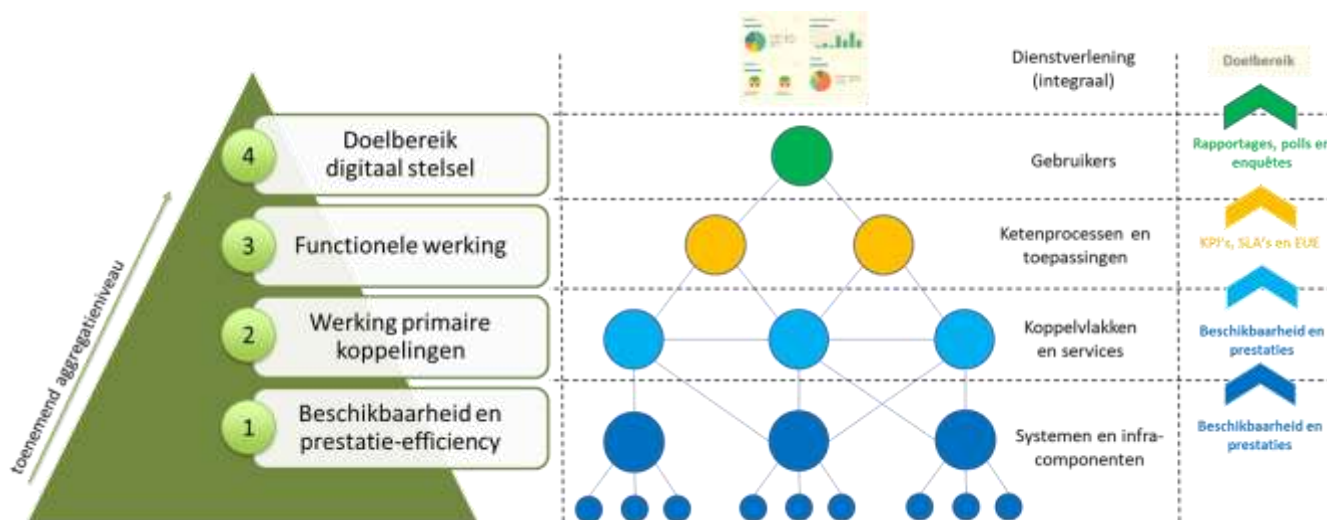 toenemend aggregatieniveau
4
Doelbereik
digitaal stelsel
3
Functionele werking
2
Werking primaire
koppelingen
1
Beschikbaarheid en
prestatie-efficiency
Dienstverlening
(integraal)
Gebruikers
Ketenprocessen en
toepassingen
Koppelvlakken
en services
Systemen en infra-
componenten
Doelbereik
Rapportages, polls en
enquêtes
KPI's, SLA's en EUE
Beschikbaarheid en
prestaties
Beschikbaarheid en
prestaties